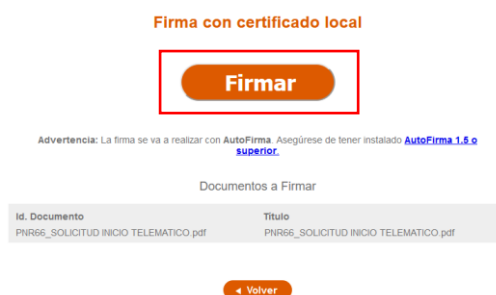 Firma con certificado local
Firmar
Advertencia: La firma se va a realizar con AutoFirma. Asegúrese de tener instalado AutoFirma 1.5 o
superior.
Documentos a Firmar
Id. Documento Título
PNR66_SOLICITUD INICIO TELEMATICO.pdf PNR66_SOLICITUD INICIO TELEMATICO.pdf
Volver